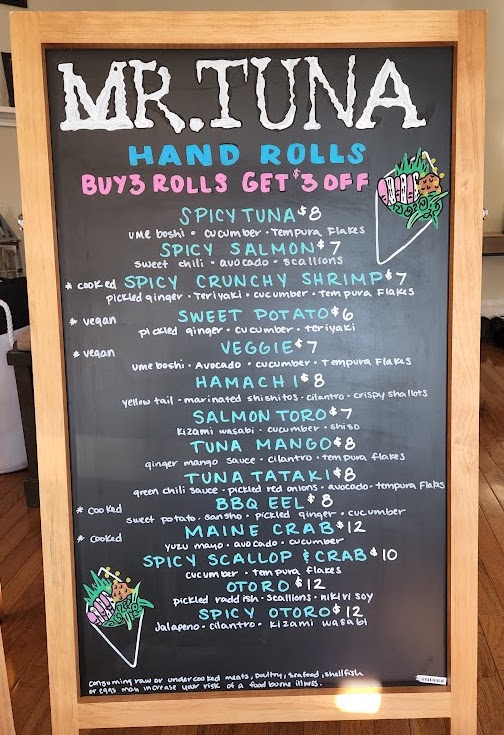 MR.TUNA
HAND ROLLS
BUY 3 ROLLS GET $3 OFF
SPICY TUNA $8
ume boshi • cucumber • Tempura Flakes
SPICY SALMON $7
sweet chili • avocado • scallions
* cooked SPICY CRUNCHY SHRIMP $7
pickled ginger • Teriyaki • cucumber • tempura Flakes
* vegan SWEET POTATO $6
pickled ginger • cucumber • teriyaki
* vegan VEGGIE $7
ume boshi • Avocado • cucumber • Tempura Flakes
HAMACHI $8
yellow tail • marinated shishitos • cilantro • crispy shallots
SALMON TORO $7
Kizami wasabi • cucumber • shiso
TUNA MANGO $8
ginger mango sauce • cilantro • tempura flakes
TUNA TATAKI $8
green chili sauce • pickled red onions • avocado • tempura Flaks
* cooked BBQ EEL $8
sweet potato • sansho • pickled ginger • cucumber
* cooked MAINE CRAB $12
yuzu mayo • avocado • cucumber
SPICY SCALLOP & CRAB $10
cucumber • tempura flakes
OTORO $12
pickled raddish • scallions • nikiri soy
SPICY OTORO $12
Jalapeno • cilantro • Kizami wasabi
consuming raw or undercooked meats, poultry, seafood, shellfish
or eggs may increase your risk of a food borne illness.